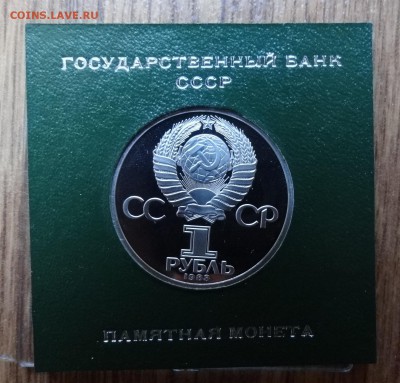 COINS.LAVE.RU
ГОСУДАРСТВЕННЫЙ БАНК
СССР
СС СР
1
РУБЛЬ
ПАМЯТНАЯ МОНЕТА